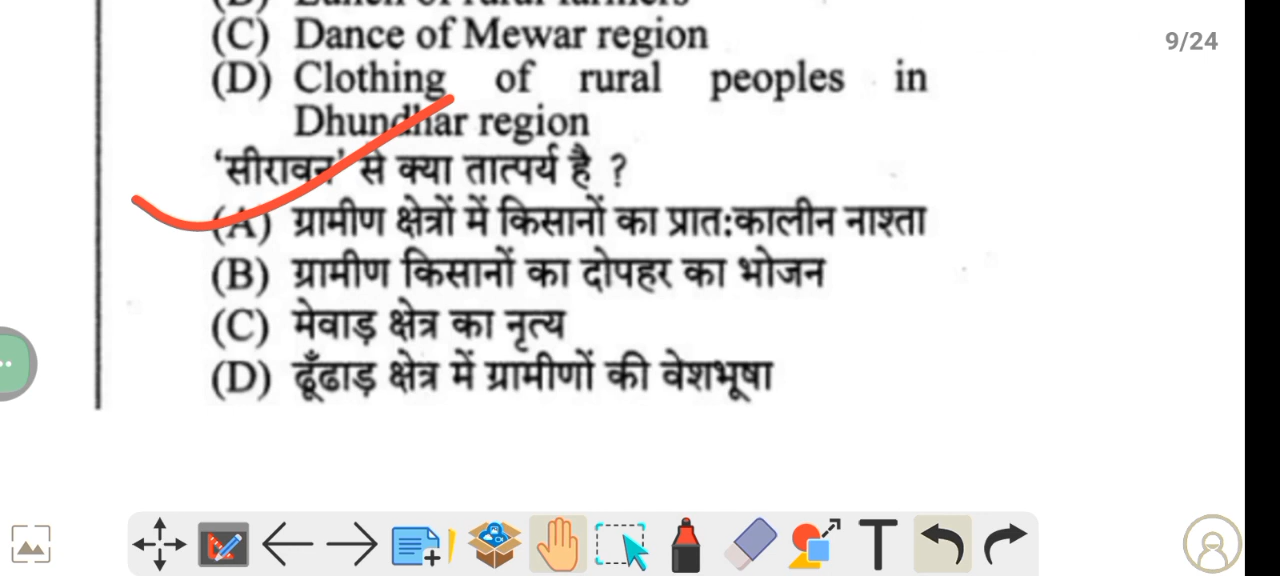 (C) Dance of Mewar region
(D) Clothing of rural peoples in
Dhundhar region
‘सीरावन’ से क्या तात्पर्य है ?
(A) ग्रामीण क्षेत्रों में किसानों का प्रात:कालीन नाश्ता
(B) ग्रामीण किसानों का दोपहर का भोजन
(C) मेवाड़ क्षेत्र का नृत्य
(D) ढूँढाड़ क्षेत्र में ग्रामीणों की वेशभूषा
9/24
T